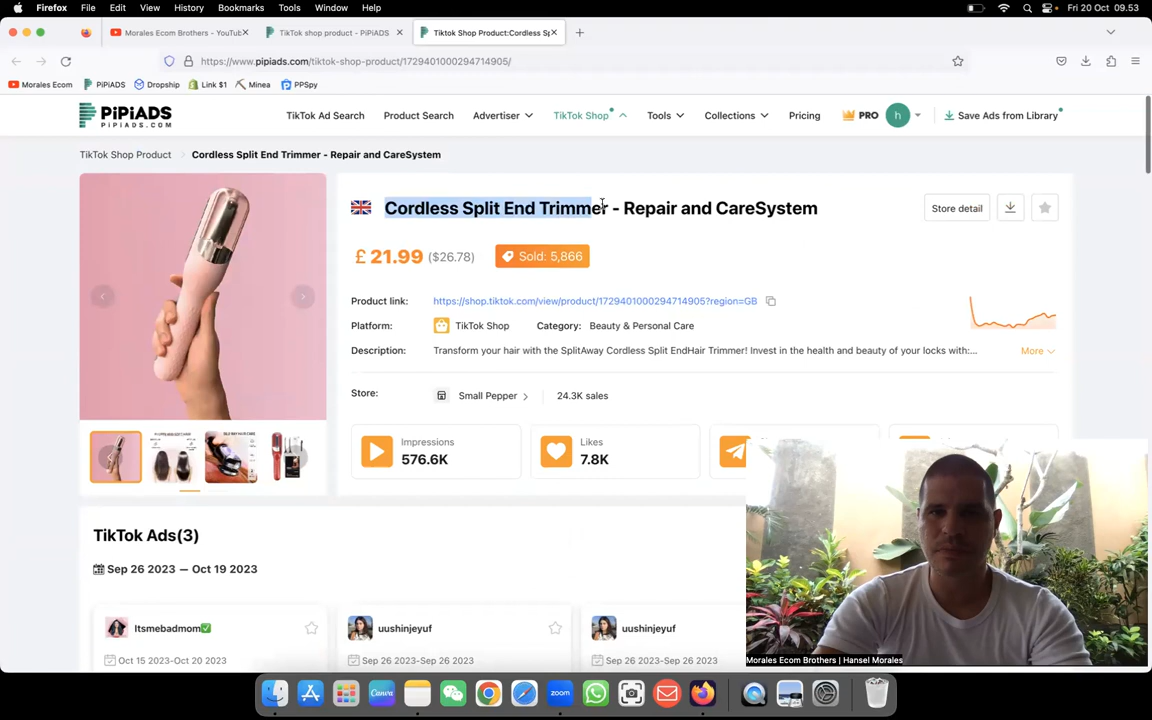 Firefox File Edit View History Bookmarks Tools Window Help Fri 20 Oct 09.53
Morales Ecom Brothers - YouTub TikTok shop product - PiPiADS Tiktok Shop Product:Cordless Sp
https://www.pipiads.com/tiktok-shop-product/1729401000294714905/
Morales Ecom PiPiADS Dropship Link $1 Minea PPSpy
PiPiADS
PIPIADS.COM
TikTok Ad Search Product Search Advertiser TikTok Shop Tools Collections Pricing PRO h Save Ads from Library
TikTok Shop Product Cordless Split End Trimmer - Repair and CareSystem
Cordless Split End Trimmer - Repair and CareSystem
Store detail
£ 21.99 ($26.78) Sold: 5,866
Product link: https://shop.tiktok.com/view/product/1729401000294714905?region=GB
Platform: TikTok Shop Category: Beauty & Personal Care
Description: Transform your hair with the SplitAway Cordless Split EndHair Trimmer! Invest in the health and beauty of your locks with:... More
Store: Small Pepper 24.3K sales
Impressions
576.6K
Likes
7.8K
TikTok Ads(3)
Sep 26 2023 — Oct 19 2023
Itsmebadmom✅ uushinjeyuf uushinjeyuf
Oct 15 2023-Oct 20 2023 Sep 26 2023-Sep 26 2023 Sep 26 2023-Sep 26 2023
Morales Ecom Brothers | Hansel Morales
Canva
zoom